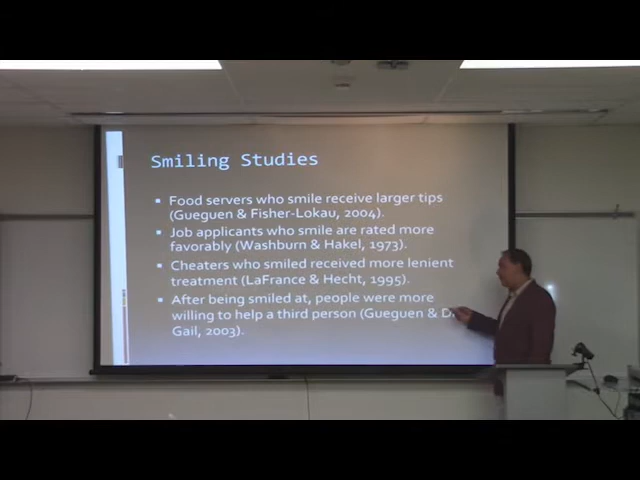 Smiling Studies
Food servers who smile receive larger tips
(Gueguen & Fisher-Lokau, 2004).
Job applicants who smile are rated more
favorably (Washburn & Hakel, 1973).
Cheaters who smiled received more lenient
treatment (LaFrance & Hecht, 1995).
After being smiled at, people were more
willing to help a third person (Gueguen &
Gail, 2003).